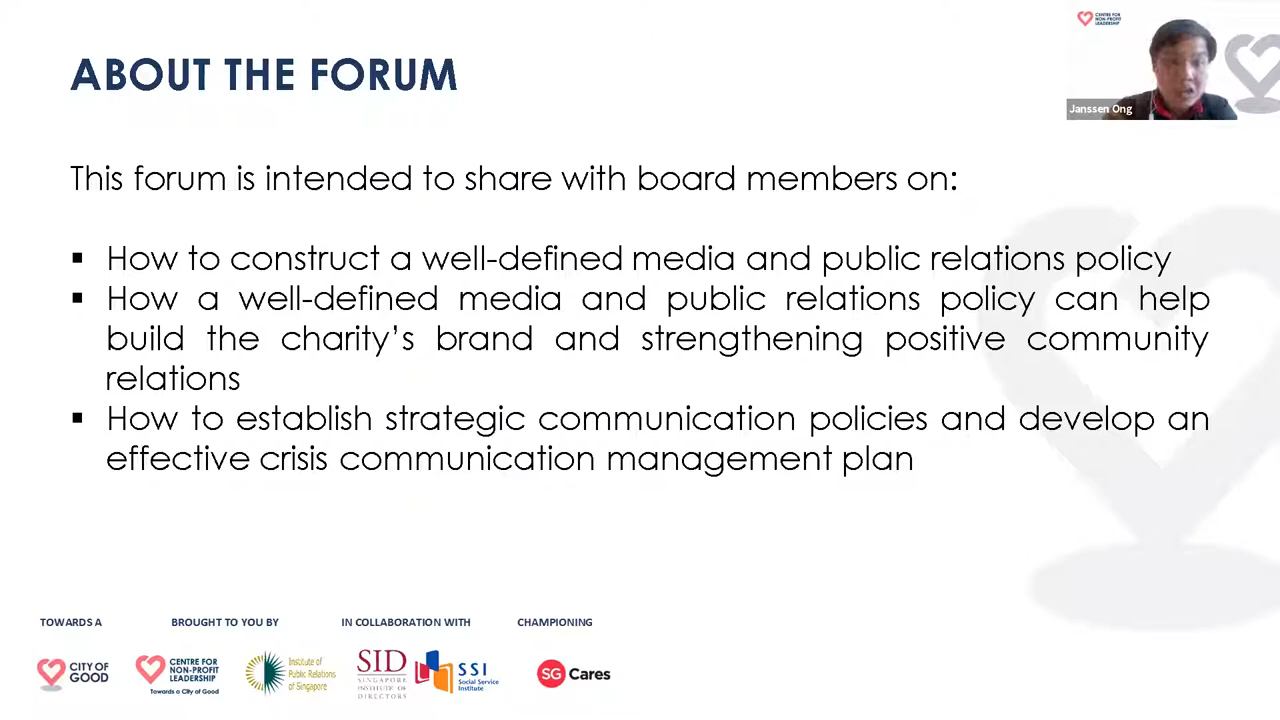 CENTRE FOR
NON-PROFIT
LEADERSHIP
ABOUT THE FORUM
Janssen Ong
This forum is intended to share with board members on:
▪ How to construct a well-defined media and public relations policy
▪ How a well-defined media and public relations policy can help
build the charity’s brand and strengthening positive community
relations
▪ How to establish strategic communication policies and develop an
effective crisis communication management plan
TOWARDS A
BROUGHT TO YOU BY
IN COLLABORATION WITH
CHAMPIONING
CITY OF
GOOD
CENTRE FOR
NON-PROFIT
LEADERSHIP
Towards a City of Good
Institute of
Public Relations
of Singapore
SID
SINGAPORE
INSTITUTE OF
DIRECTORS
SSI
Social Service
Institute
SG Cares